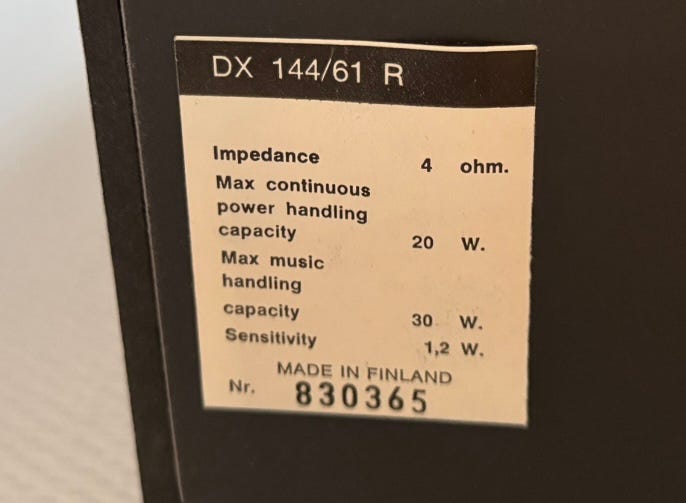 DX 144/61 R
Impedance 4 ohm.
Max continuous
power handling
capacity 20 W.
Max music
handling
capacity 30 W.
Sensitivity 1,2 W.
MADE IN FINLAND
Nr. 830365